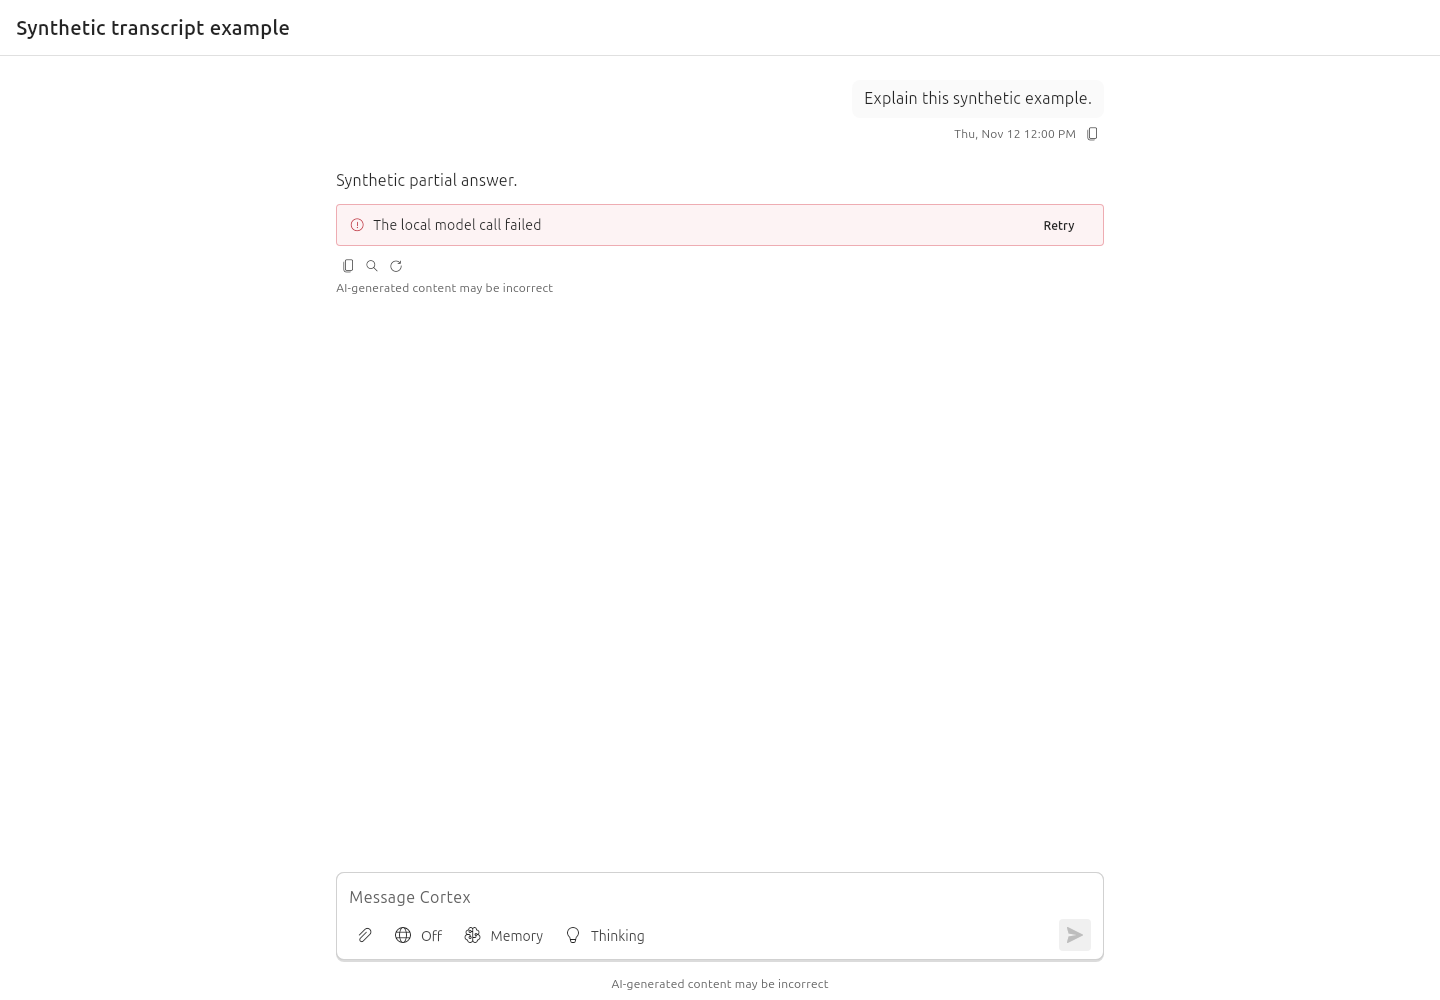 Synthetic transcript example
Explain this synthetic example.
Thu, Nov 12 12:00 PM
Synthetic partial answer.
The local model call failed
Retry
AI-generated content may be incorrect
Message Cortex
Off Memory Thinking
AI-generated content may be incorrect